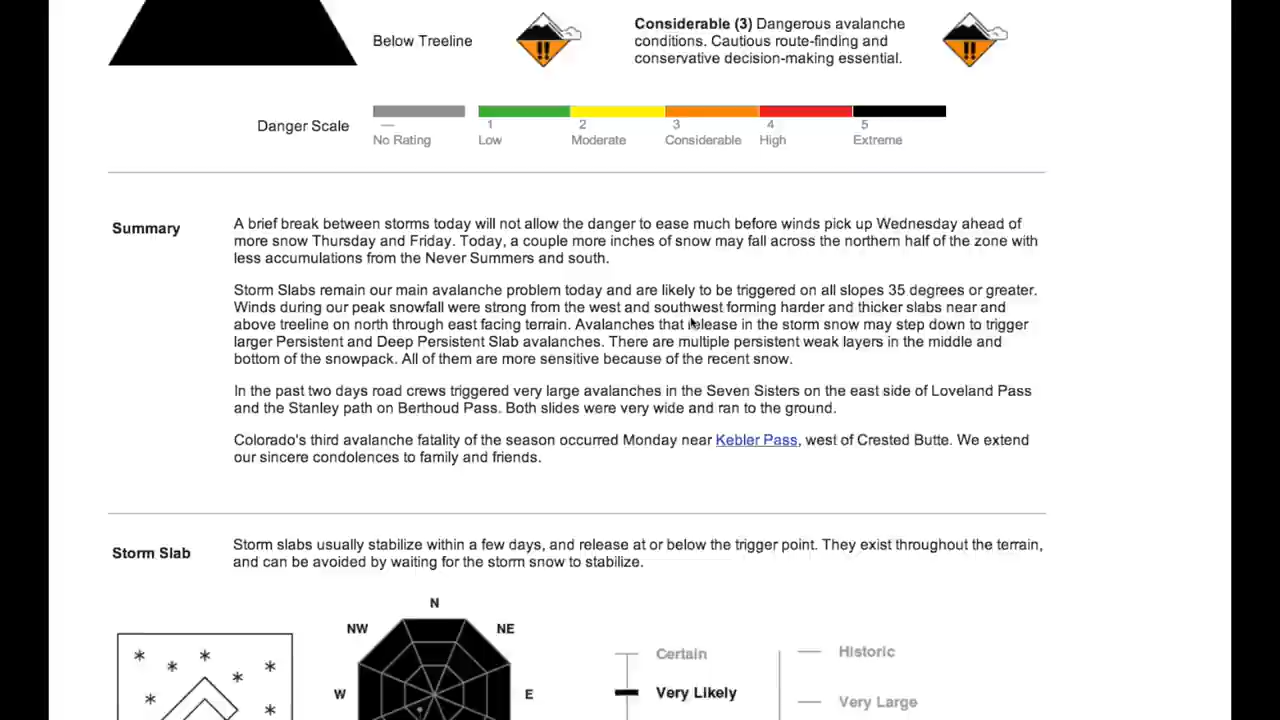 Below Treeline
Considerable (3) Dangerous avalanche
conditions. Cautious route-finding and
conservative decision-making essential.
Danger Scale
— 1 2 3 4 5
No Rating Low Moderate Considerable High Extreme
Summary
A brief break between storms today will not allow the danger to ease much before winds pick up Wednesday ahead of
more snow Thursday and Friday. Today, a couple more inches of snow may fall across the northern half of the zone with
less accumulations from the Never Summers and south.
Storm Slabs remain our main avalanche problem today and are likely to be triggered on all slopes 35 degrees or greater.
Winds during our peak snowfall were strong from the west and southwest forming harder and thicker slabs near and
above treeline on north through east facing terrain. Avalanches that release in the storm snow may step down to trigger
larger Persistent and Deep Persistent Slab avalanches. There are multiple persistent weak layers in the middle and
bottom of the snowpack. All of them are more sensitive because of the recent snow.
In the past two days road crews triggered very large avalanches in the Seven Sisters on the east side of Loveland Pass
and the Stanley path on Berthoud Pass. Both slides were very wide and ran to the ground.
Colorado's third avalanche fatality of the season occurred Monday near Kebler Pass, west of Crested Butte. We extend
our sincere condolences to family and friends.
Storm Slab
Storm slabs usually stabilize within a few days, and release at or below the trigger point. They exist throughout the terrain,
and can be avoided by waiting for the storm snow to stabilize.
N
NW NE
W E
Certain
Very Likely
Historic
Very Large